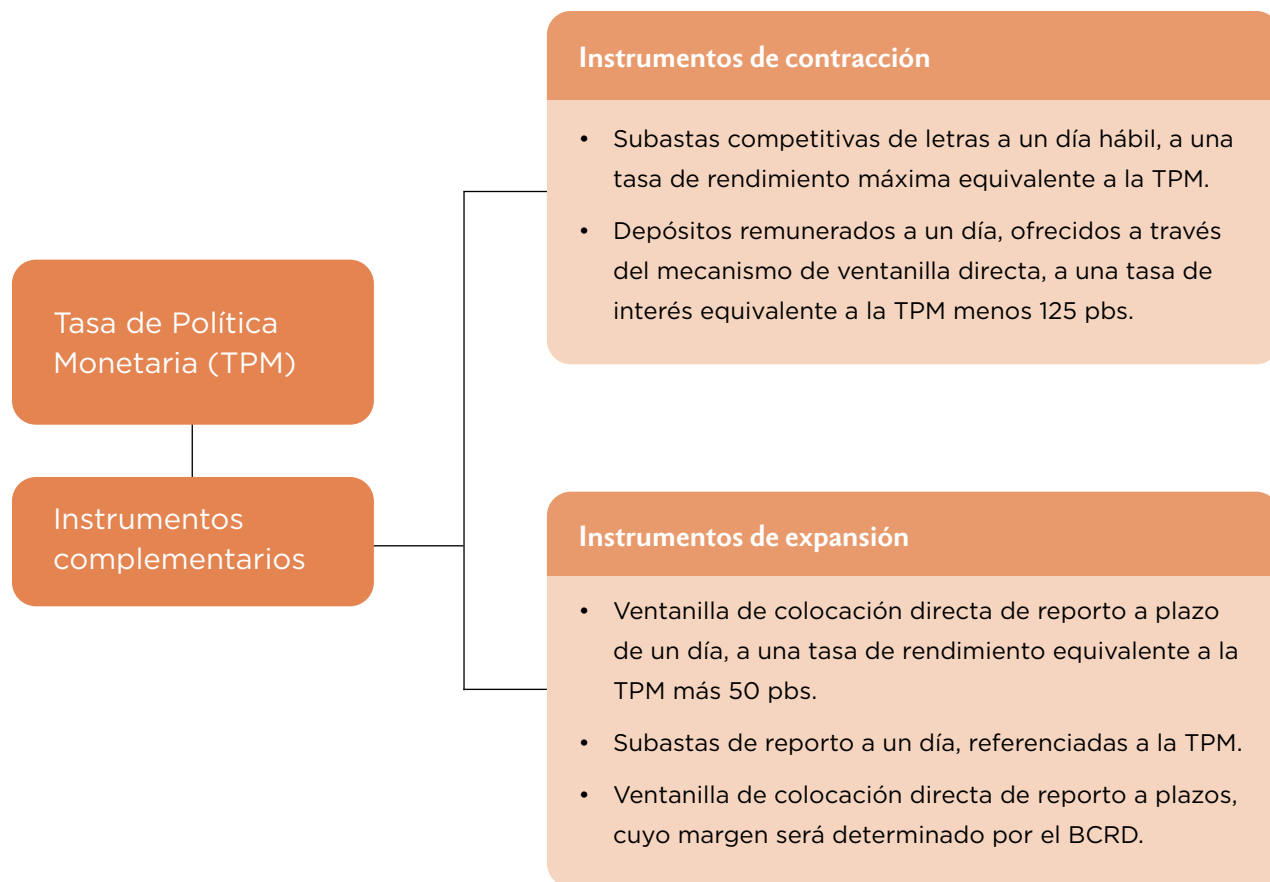 Tasa de Política
Monetaria (TPM)
Instrumentos
complementarios
Instrumentos de contracción
• Subastas competitivas de letras a un día hábil, a una
tasa de rendimiento máxima equivalente a la TPM.
• Depósitos remunerados a un día, ofrecidos a través
del mecanismo de ventanilla directa, a una tasa de
interés equivalente a la TPM menos 125 pbs.
Instrumentos de expansión
• Ventanilla de colocación directa de reporto a plazo
de un día, a una tasa de rendimiento equivalente a la
TPM más 50 pbs.
• Subastas de reporto a un día, referenciadas a la TPM.
• Ventanilla de colocación directa de reporto a plazos,
cuyo margen será determinado por el BCRD.